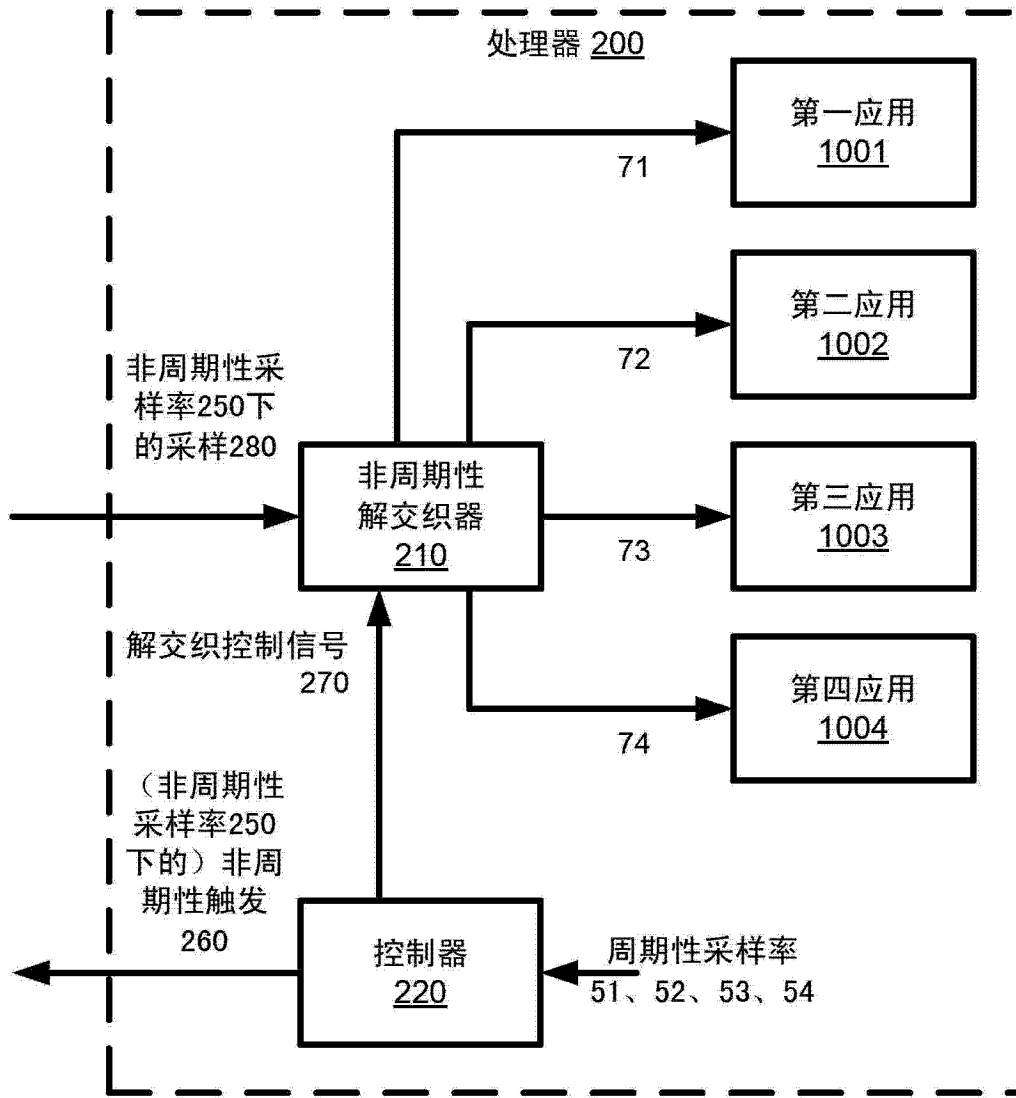 处理器 200
第一应用
1001
71
第二应用
1002
72
非周期性采
样率250下
的采样280
非周期性
解交织器
210
第三应用
1003
73
解交织控制信号
270
第四应用
1004
74
（非周期性
采样率250
下的）非周
期性触发
260
控制器
220
周期性采样率
51、52、53、54